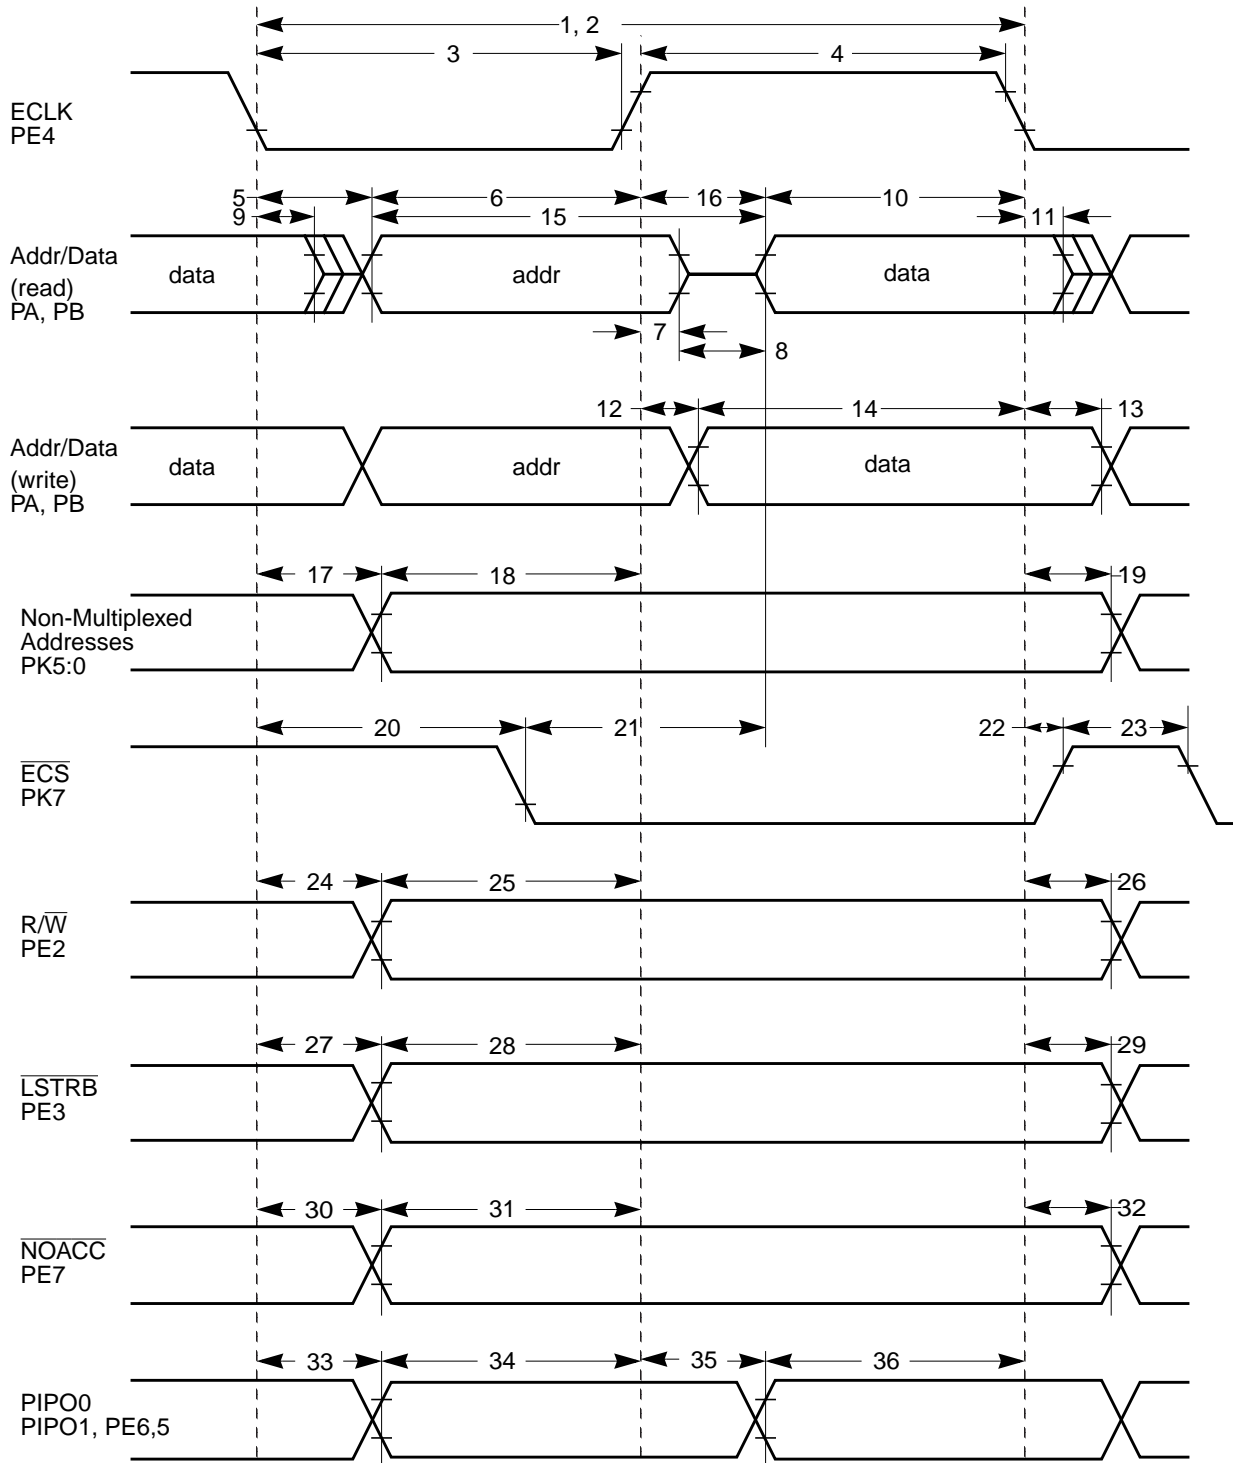 1, 2
3
4
ECLK
PE4
5
6
16
10
9
15
11
Addr/Data
(read)
PA, PB
data
addr
data
7
8
12
14
13
Addr/Data
(write)
PA, PB
data
addr
data
17
18
19
Non-Multiplexed
Addresses
PK5:0
20
21
22
23
ECS
PK7
24
25
26
R/W
PE2
27
28
29
LSTRB
PE3
30
31
32
NOACC
PE7
33
34
35
36
PIPO0
PIPO1, PE6,5